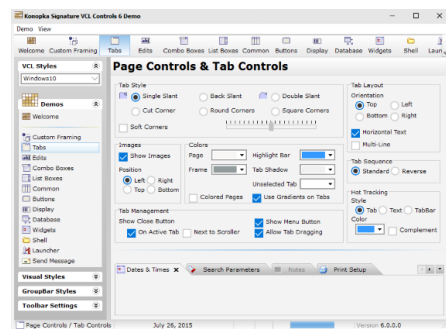 Konopka Signature VCL Controls 6 Demo
Demo View
Welcome Custom Framing Tabs Edits Combo Boxes List Boxes Common Buttons Display Database Widgets Shell
VCL Styles
Windows10
Demos
Welcome
Custom Framing
Tabs
Edits
Combo Boxes
List Boxes
Common
Buttons
Display
Database
Widgets
Shell
Launcher
Send Message
Visual Styles
GroupBar Styles
Toolbar Settings
Page Controls & Tab Controls
Tab Style
Single Slant Back Slant Double Slant
Cut Corner Round Corners Square Corners
Soft Corners
Tab Layout
Orientation
Top Left
Bottom Right
Horizontal Text
Multi-Line
Images
Show Images
Position
Left Right
Top Bottom
Colors
Page Highlight Bar
Frame Tab Shadow
Unselected Tab
Colored Pages Use Gradients on Tabs
Tab Sequence
Standard Reverse
Hot Tracking
Style
Tab Text TabBar
Color
Complement
Tab Management
Show Close Button
On Active Tab Next to Scroller
Show Menu Button
Allow Tab Dragging
Dates & Times Search Parameters Notes Print Setup
Page Controls / Tab Controls July 26, 2015 Version 6.0.0.0